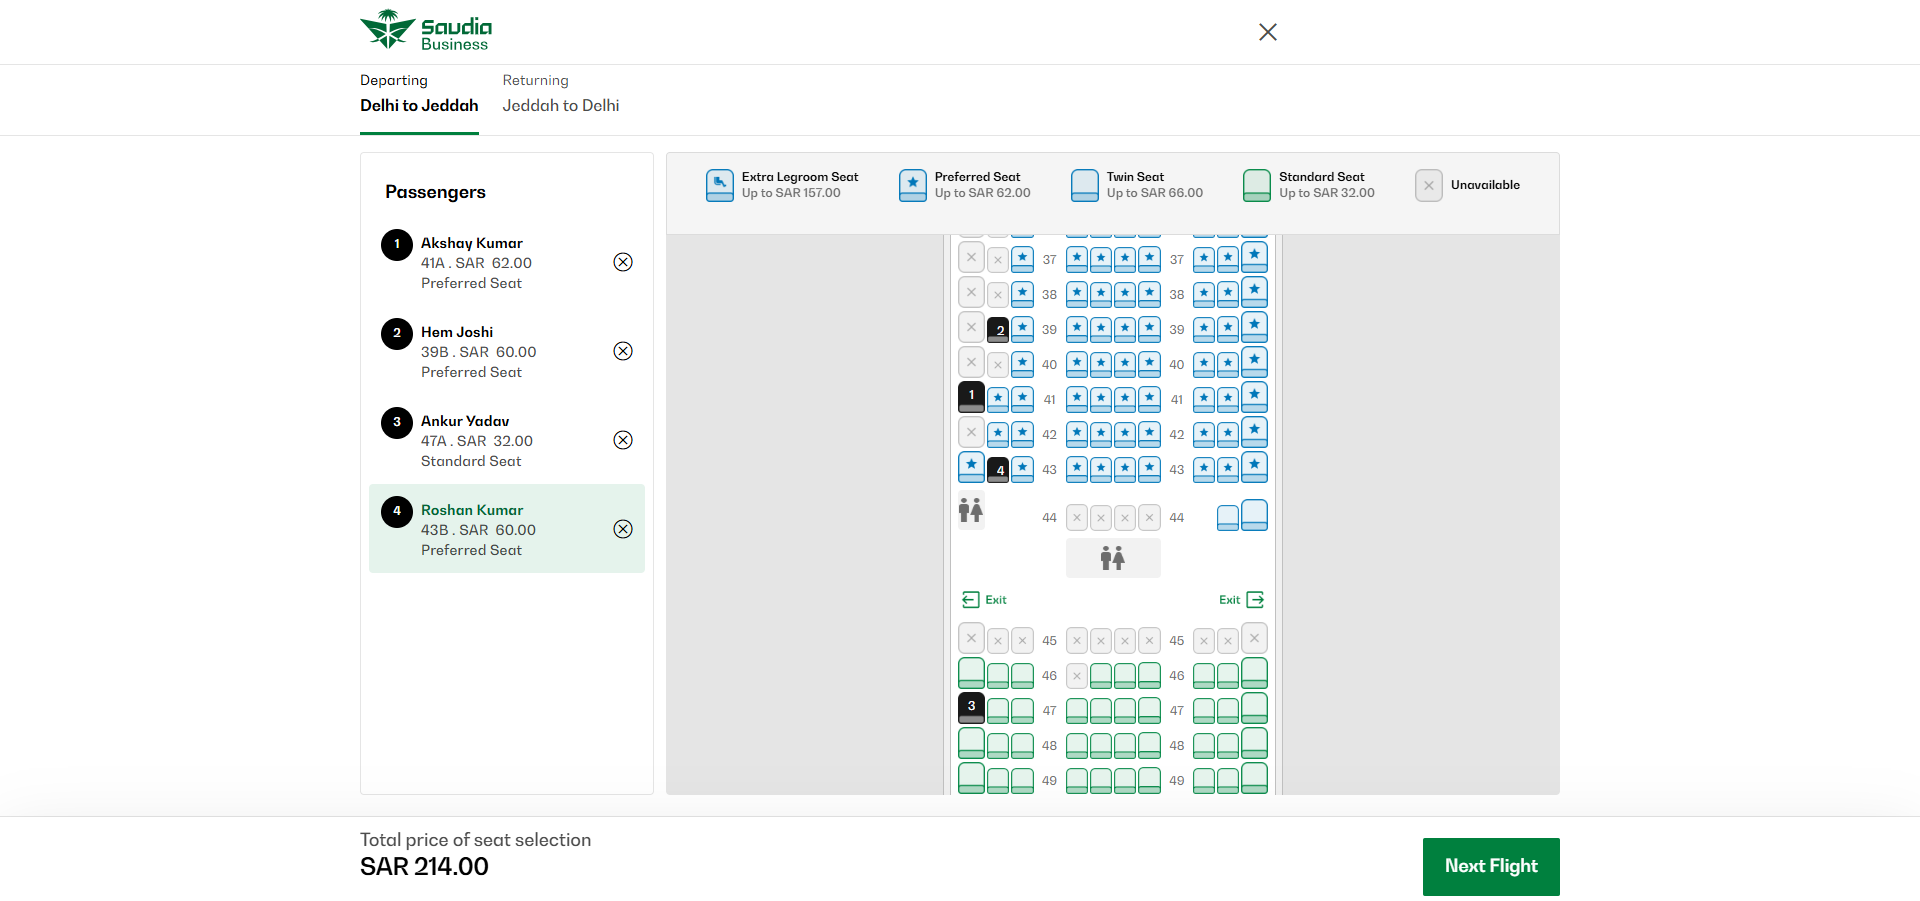 Saudia
Business
Departing
Delhi to Jeddah
Returning
Jeddah to Delhi
Passengers
1
Akshay Kumar
41A . SAR 62.00
Preferred Seat
2
Hem Joshi
39B . SAR 60.00
Preferred Seat
3
Ankur Yadav
47A . SAR 32.00
Standard Seat
4
Roshan Kumar
43B . SAR 60.00
Preferred Seat
Extra Legroom Seat
Up to SAR 157.00
Preferred Seat
Up to SAR 62.00
Twin Seat
Up to SAR 66.00
Standard Seat
Up to SAR 32.00
Unavailable
37 37
38 38
2 39 39
40 40
1 41 41
42 42
4 43 43
44 44
Exit Exit
45 45
46 46
3 47 47
48 48
49 49
Total price of seat selection
SAR 214.00
Next Flight